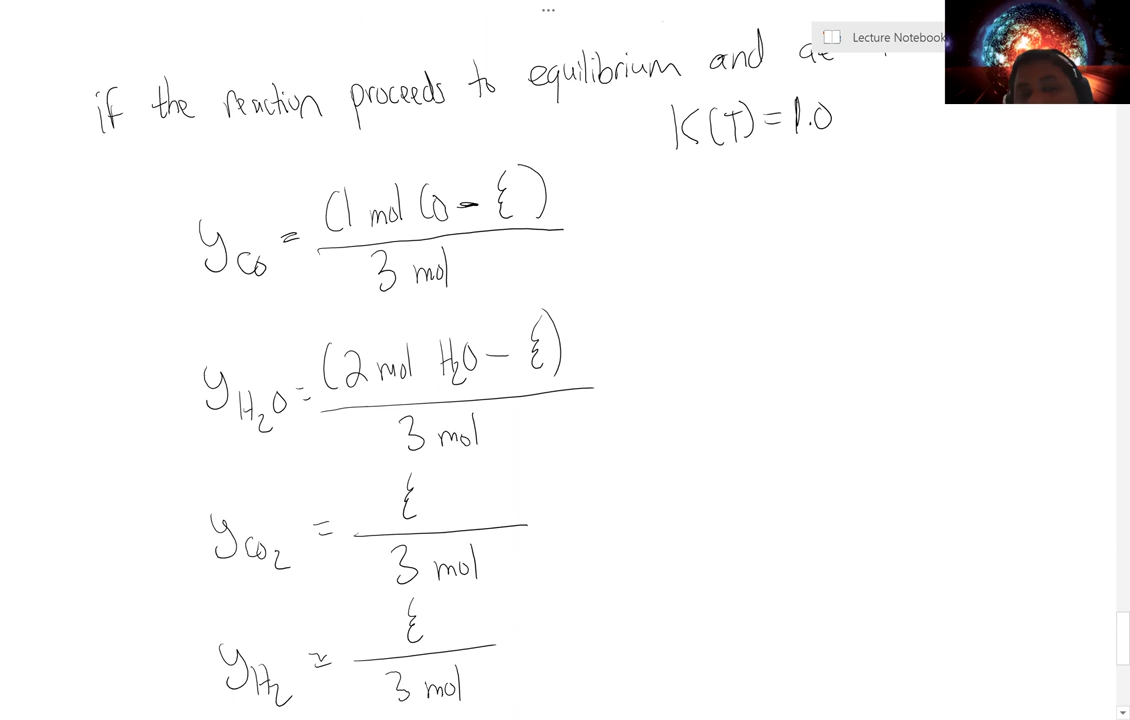 Lecture Notebook
if the reaction proceeds to equilibrium and at
K(T) = 1.0
y_CO = (1 mol CO - ξ) / 3 mol
y_H₂O = (2 mol H₂O - ξ) / 3 mol
y_CO₂ = ξ / 3 mol
y_H₂ = ξ / 3 mol